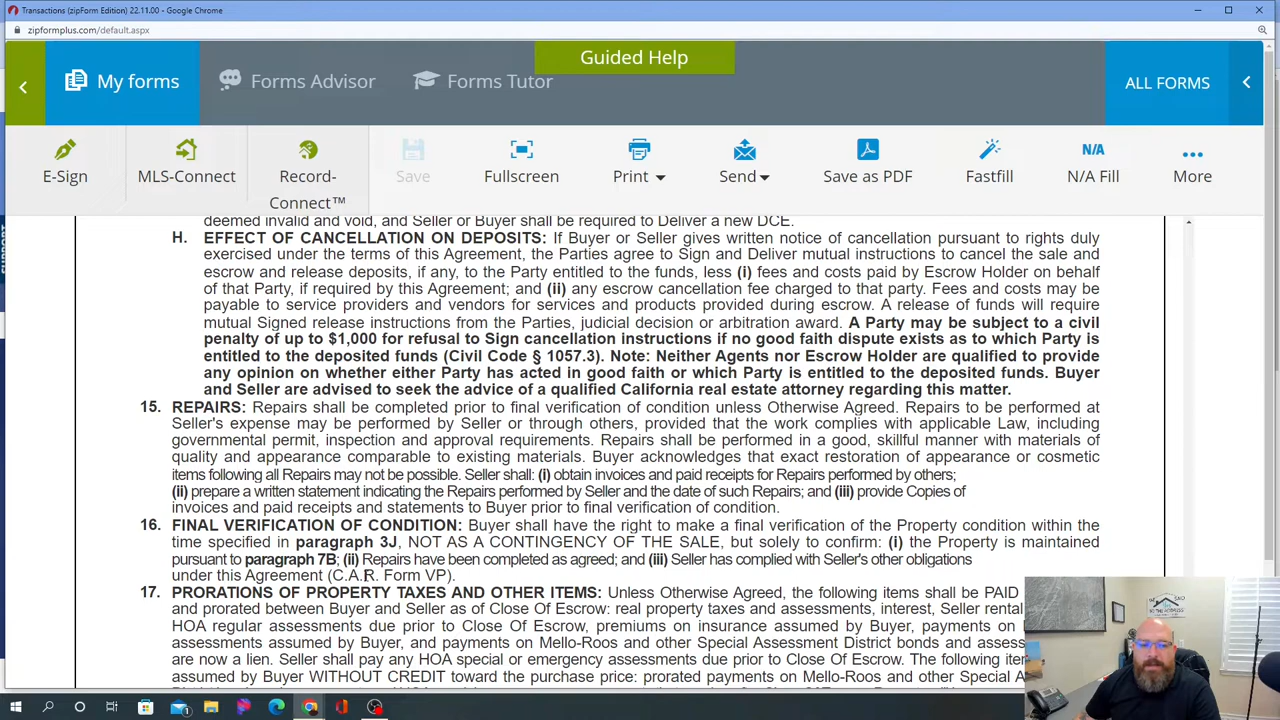 Transactions (zipForm Edition) 22.11.00 - Google Chrome
zipformplus.com/default.aspx
My forms
Forms Advisor
Forms Tutor
Guided Help
ALL FORMS
E-Sign
MLS-Connect
Record-
Connect™
Save
Fullscreen
Print
Send
Save as PDF
Fastfill
N/A
N/A Fill
More
SUPPORT
deemed invalid and void, and Seller or Buyer shall be required to Deliver a new DCE.
H. EFFECT OF CANCELLATION ON DEPOSITS: If Buyer or Seller gives written notice of cancellation pursuant to rights duly
exercised under the terms of this Agreement, the Parties agree to Sign and Deliver mutual instructions to cancel the sale and
escrow and release deposits, if any, to the Party entitled to the funds, less (i) fees and costs paid by Escrow Holder on behalf
of that Party, if required by this Agreement; and (ii) any escrow cancellation fee charged to that party. Fees and costs may be
payable to service providers and vendors for services and products provided during escrow. A release of funds will require
mutual Signed release instructions from the Parties, judicial decision or arbitration award. A Party may be subject to a civil
penalty of up to $1,000 for refusal to Sign cancellation instructions if no good faith dispute exists as to which Party is
entitled to the deposited funds (Civil Code § 1057.3). Note: Neither Agents nor Escrow Holder are qualified to provide
any opinion on whether either Party has acted in good faith or which Party is entitled to the deposited funds. Buyer
and Seller are advised to seek the advice of a qualified California real estate attorney regarding this matter.
15. REPAIRS: Repairs shall be completed prior to final verification of condition unless Otherwise Agreed. Repairs to be performed at
Seller's expense may be performed by Seller or through others, provided that the work complies with applicable Law, including
governmental permit, inspection and approval requirements. Repairs shall be performed in a good, skillful manner with materials of
quality and appearance comparable to existing materials. Buyer acknowledges that exact restoration of appearance or cosmetic
items following all Repairs may not be possible. Seller shall: (i) obtain invoices and paid receipts for Repairs performed by others;
(ii) prepare a written statement indicating the Repairs performed by Seller and the date of such Repairs; and (iii) provide Copies of
invoices and paid receipts and statements to Buyer prior to final verification of condition.
16. FINAL VERIFICATION OF CONDITION: Buyer shall have the right to make a final verification of the Property condition within the
time specified in paragraph 3J, NOT AS A CONTINGENCY OF THE SALE, but solely to confirm: (i) the Property is maintained
pursuant to paragraph 7B; (ii) Repairs have been completed as agreed; and (iii) Seller has complied with Seller's other obligations
under this Agreement (C.A.R. Form VP).
17. PRORATIONS OF PROPERTY TAXES AND OTHER ITEMS: Unless Otherwise Agreed, the following items shall be PAID
and prorated between Buyer and Seller as of Close Of Escrow: real property taxes and assessments, interest, Seller rental
HOA regular assessments due prior to Close Of Escrow, premiums on insurance assumed by Buyer, payments on
assessments assumed by Buyer, and payments on Mello-Roos and other Special Assessment District bonds and
are now a lien. Seller shall pay any HOA special or emergency assessments due prior to Close Of Escrow. The following
assumed by Buyer WITHOUT CREDIT toward the purchase price: prorated payments on Mello-Roos and other Special